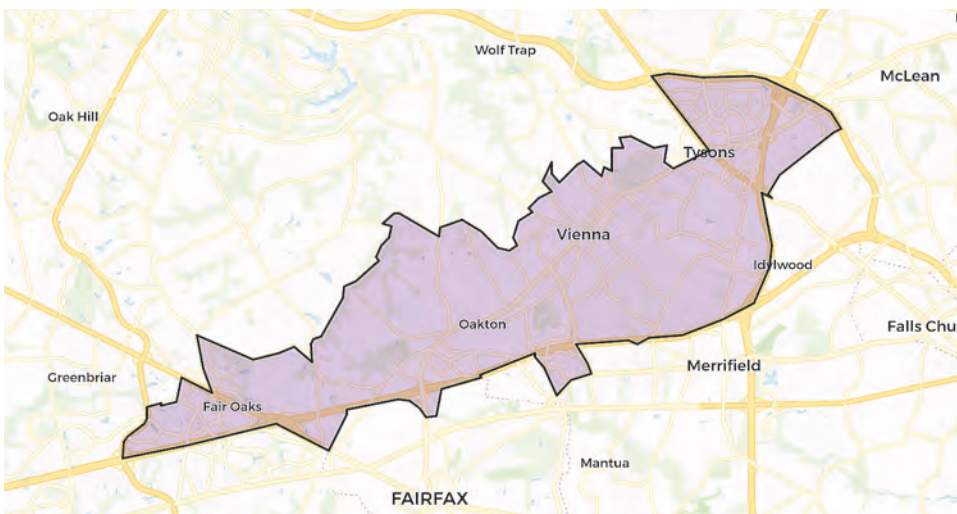 Wolf Trap
McLean
Oak Hill
Tysons
Vienna
Idylwood
Oakton
Falls Chu
Merrifield
Greenbriar
Fair Oaks
Mantua
FAIRFAX